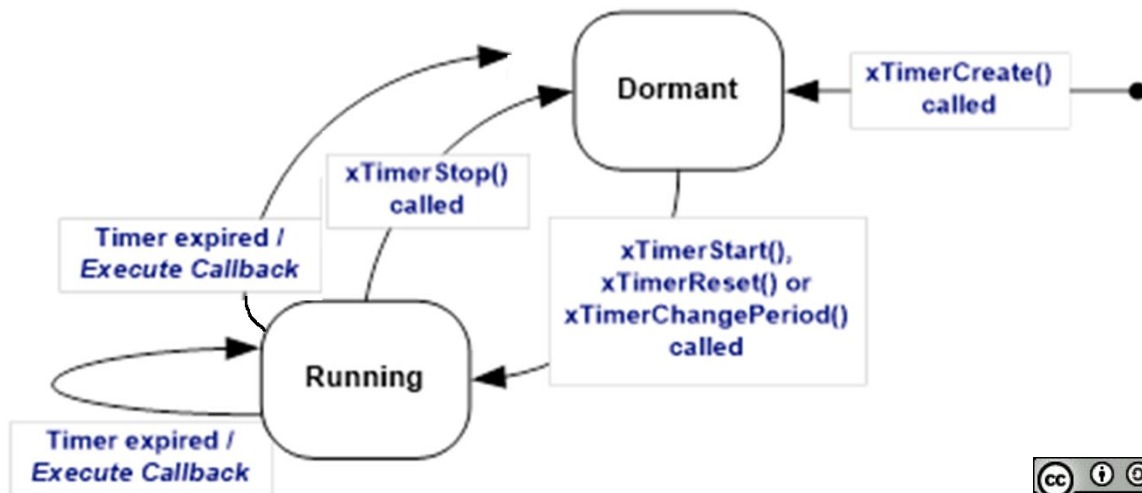 Dormant
xTimerCreate()
called
xTimerStop()
called
Timer expired /
Execute Callback
xTimerStart(),
xTimerReset() or
xTimerChangePeriod()
called
Running
Timer expired /
Execute Callback
cc